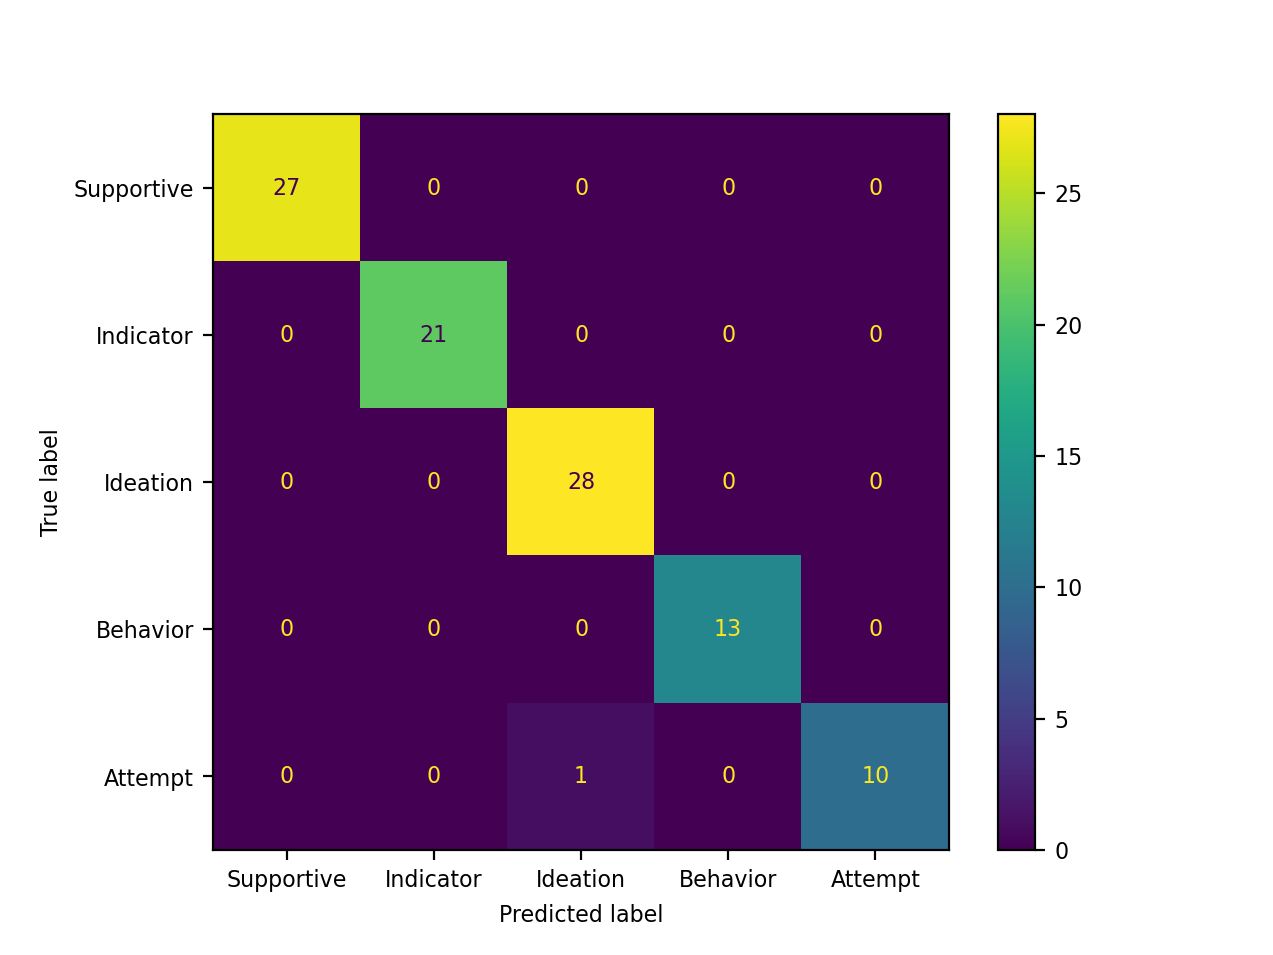 Supportive 27 0 0 0 0
Indicator 0 21 0 0 0
Ideation 0 0 28 0 0
Behavior 0 0 0 13 0
Attempt 0 0 1 0 10
Supportive Indicator Ideation Behavior Attempt
Predicted label
True label
25
20
15
10
5
0